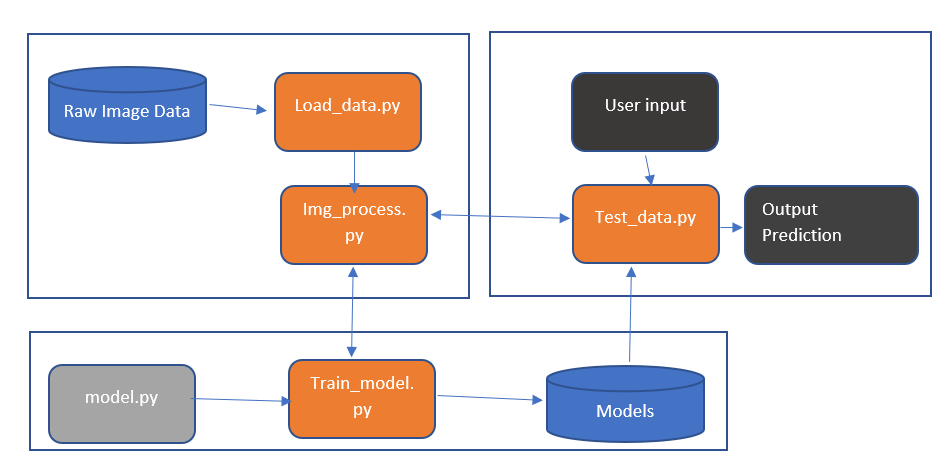 Raw Image Data
Load_data.py
Img_process.
py
User input
Test_data.py
Output
Prediction
model.py
Train_model.
py
Models